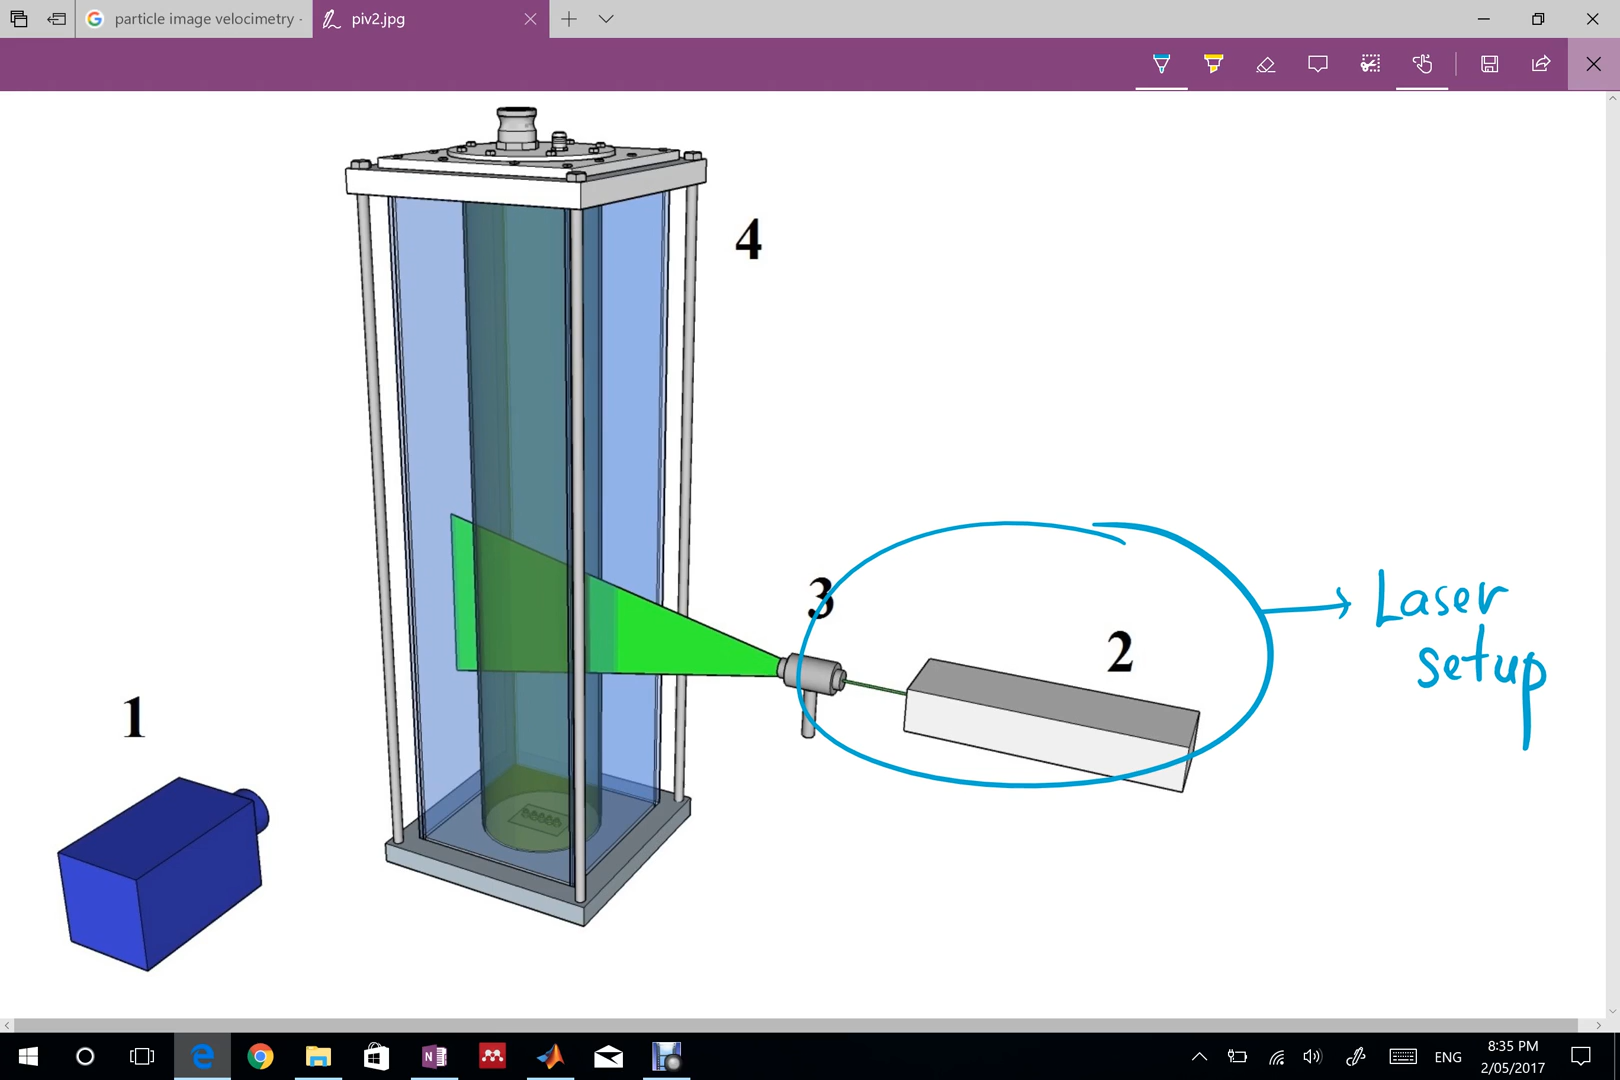 particle image velocimetry -
piv2.jpg
4
3
2
1
Laser
setup
ENG
8:35 PM
2/05/2017